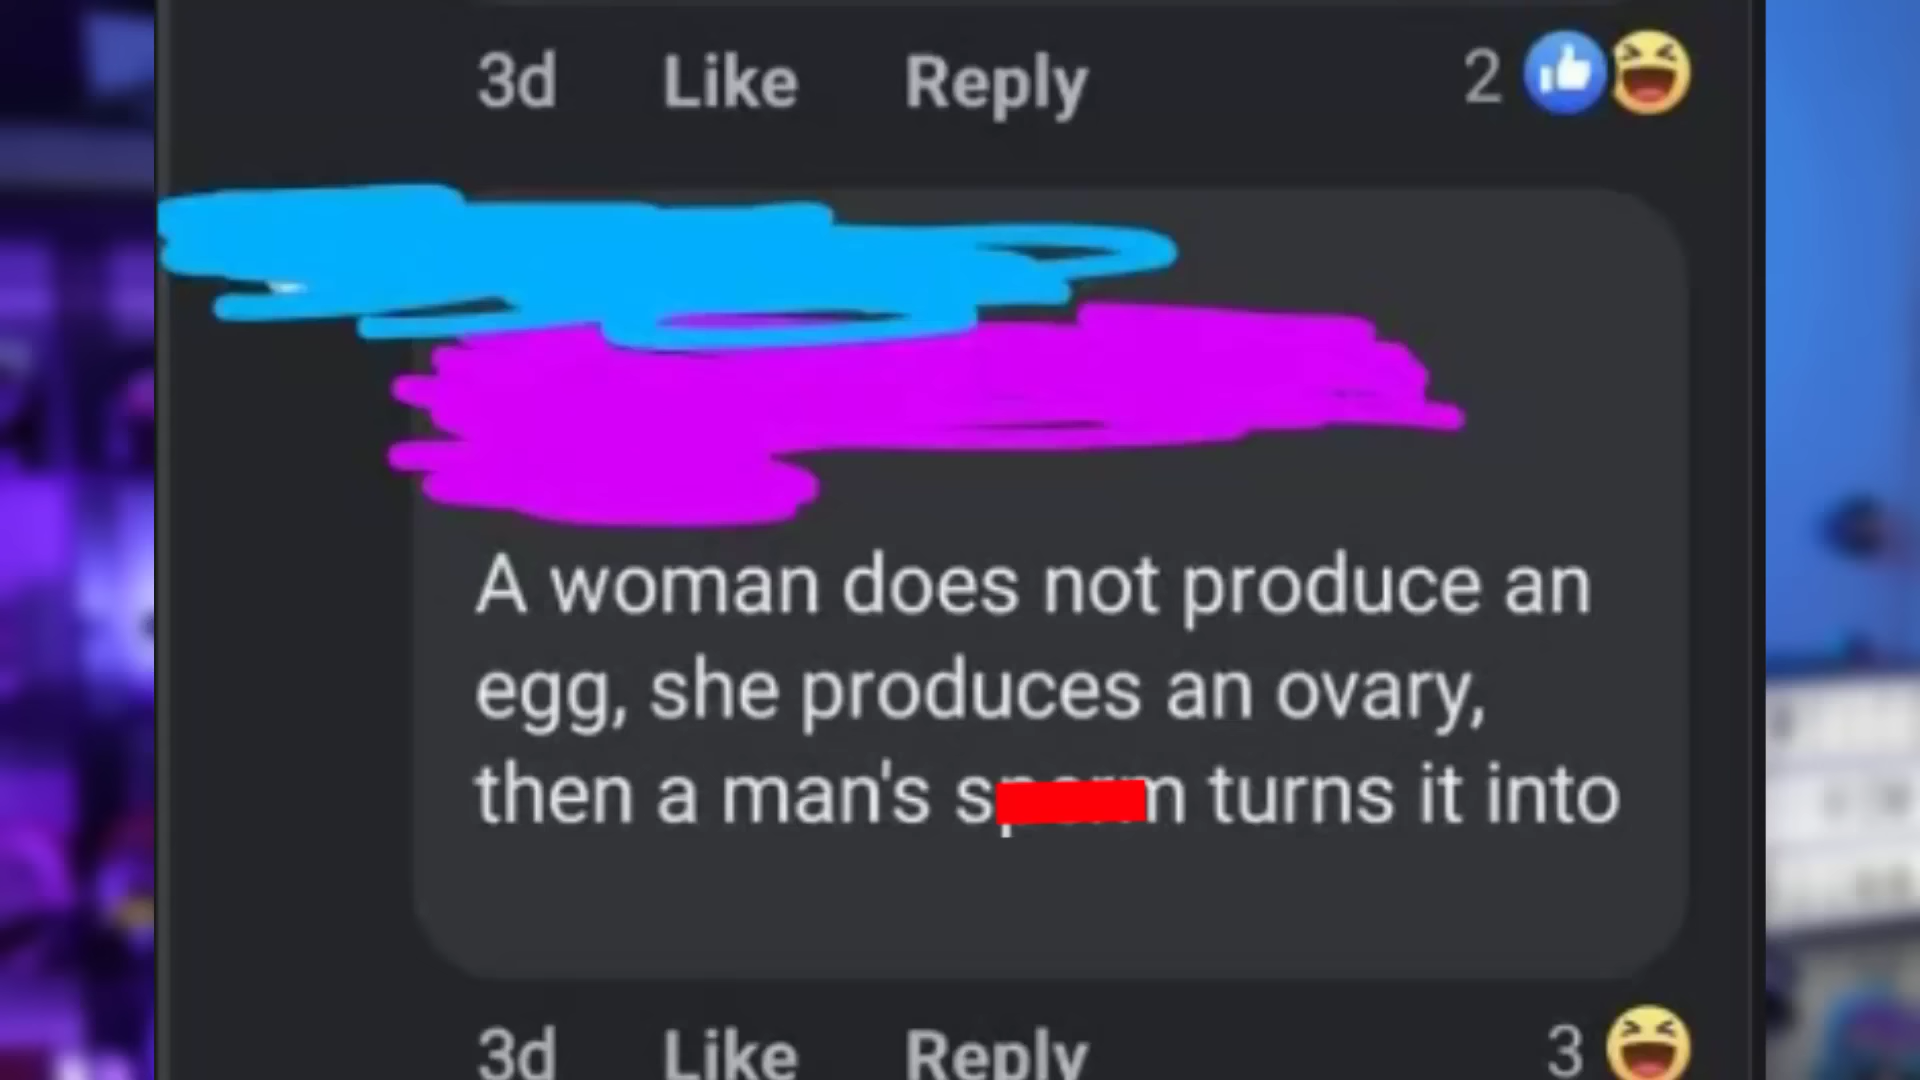 3d Like Reply 2
A woman does not produce an
egg, she produces an ovary,
then a man's sperm turns it into
3d Like Reply 3